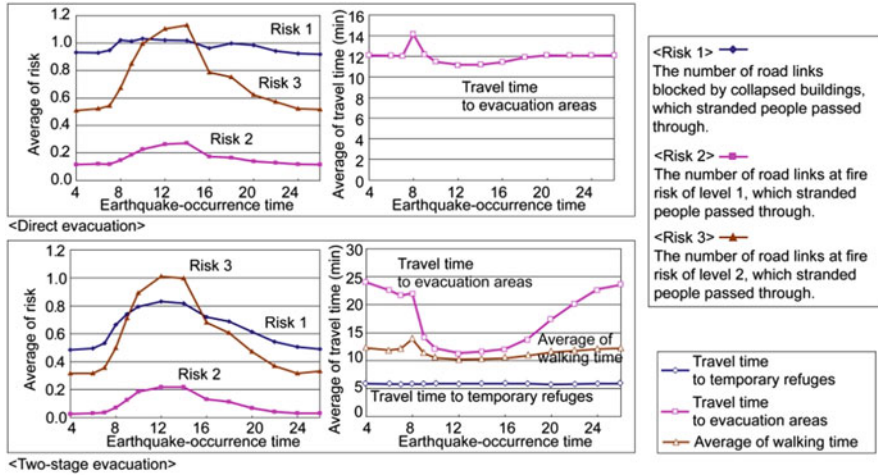 1.2
1.0
0.8
0.6
0.4
0.2
0.0
Average of risk
Risk 1
Risk 3
Risk 2
4 8 12 16 20 24
Earthquake-occurrence time
16
14
12
10
8
6
4
2
0
Average of travel time (min)
Travel time
to evacuation areas
4 8 12 16 20 24
Earthquake-occurrence time
<Direct evacuation>
1.2
1.0
0.8
0.6
0.4
0.2
0.0
Average of risk
Risk 3
Risk 1
Risk 2
4 8 12 16 20 24
Earthquake-occurrence time
30
25
20
15
10
5
0
Average of travel time (min)
Travel time
to evacuation areas
Average of
walking time
Travel time to temporary refuges
4 8 12 16 20 24
Earthquake-occurrence time
<Two-stage evacuation>
<Risk 1>
The number of road links
blocked by collapsed buildings,
which stranded people passed
through.
<Risk 2>
The number of road links at fire
risk of level 1, which stranded
people passed through.
<Risk 3>
The number of road links at fire
risk of level 2, which stranded
people passed through.
Travel time
to temporary refuges
Travel time
to evacuation areas
Average of walking time